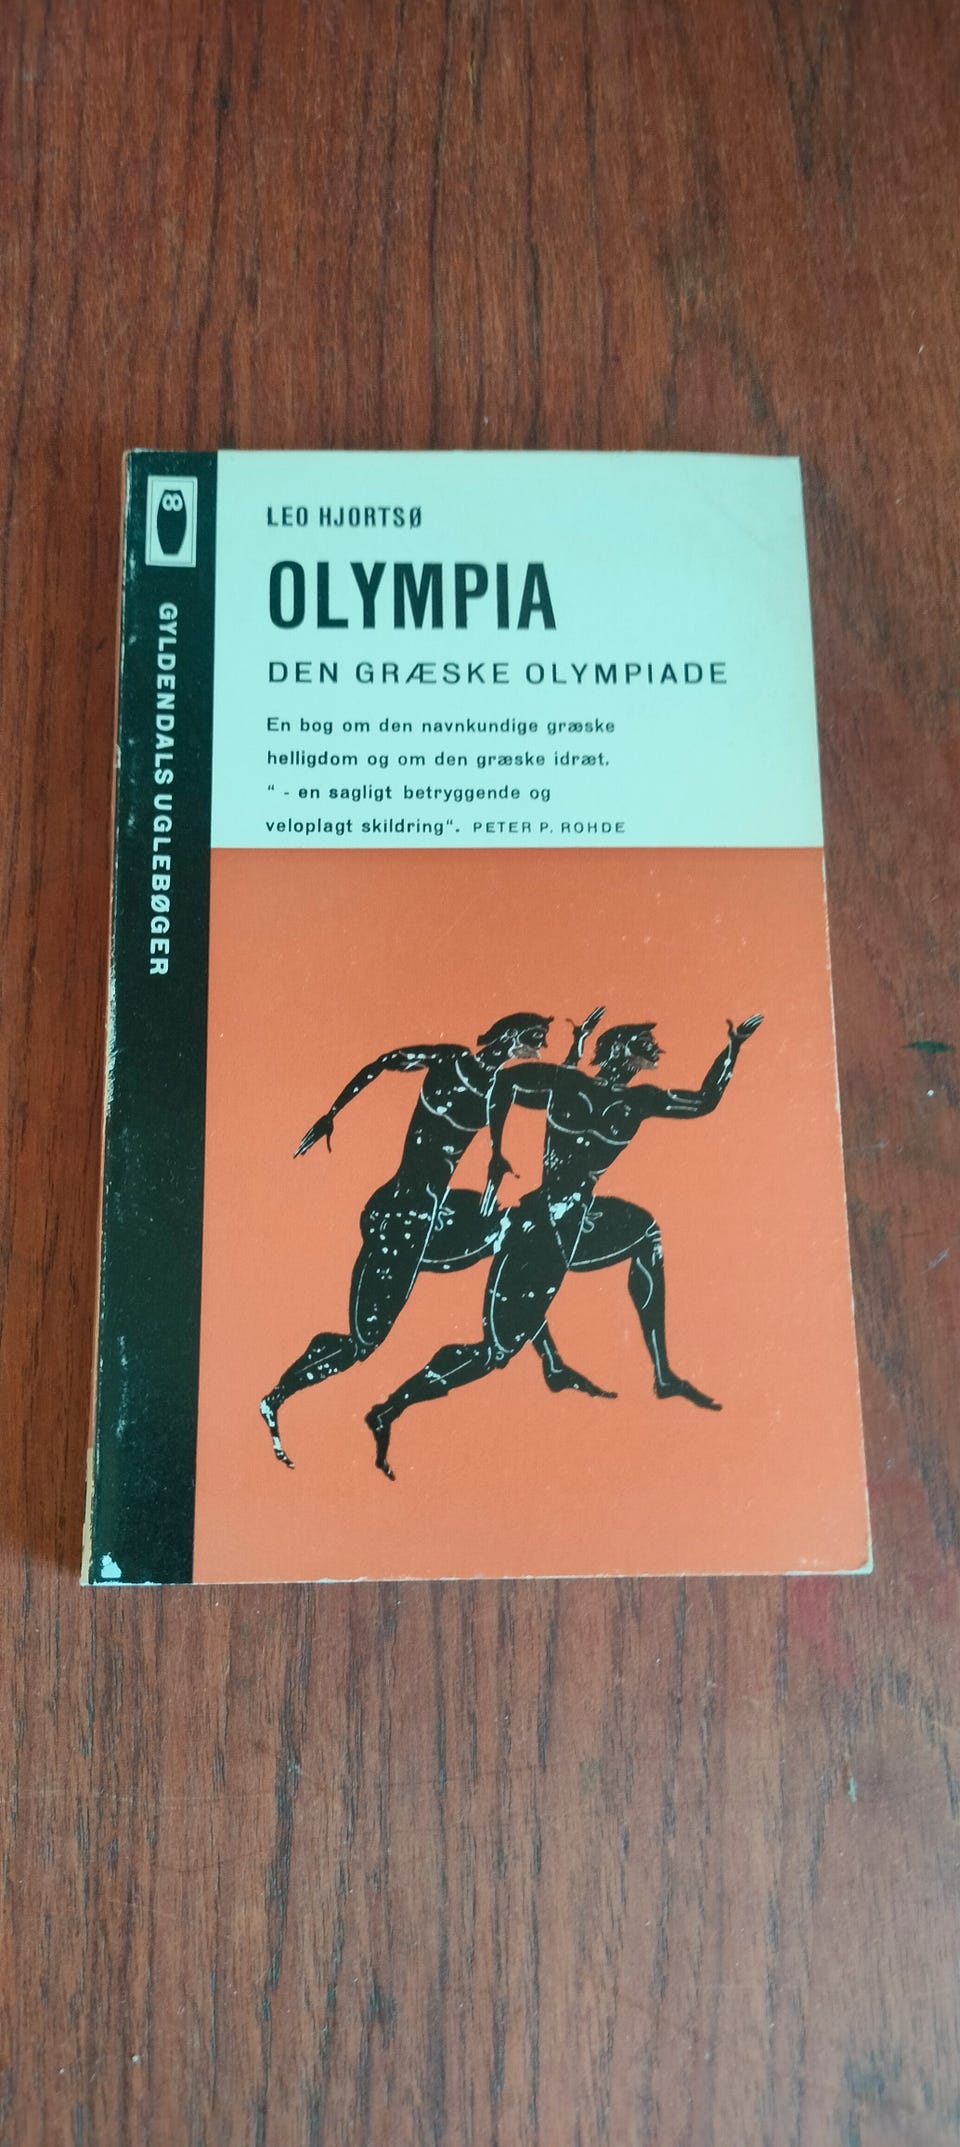 LEO HJORTSØ
OLYMPIA
DEN GRÆSKE OLYMPIADE
En bog om den navnkundige græske
helligdom og om den græske idræt.
“ - en sagligt betryggende og
veloplagt skildring“. PETER P. ROHDE
GYLDENDALS UGLEBØGER